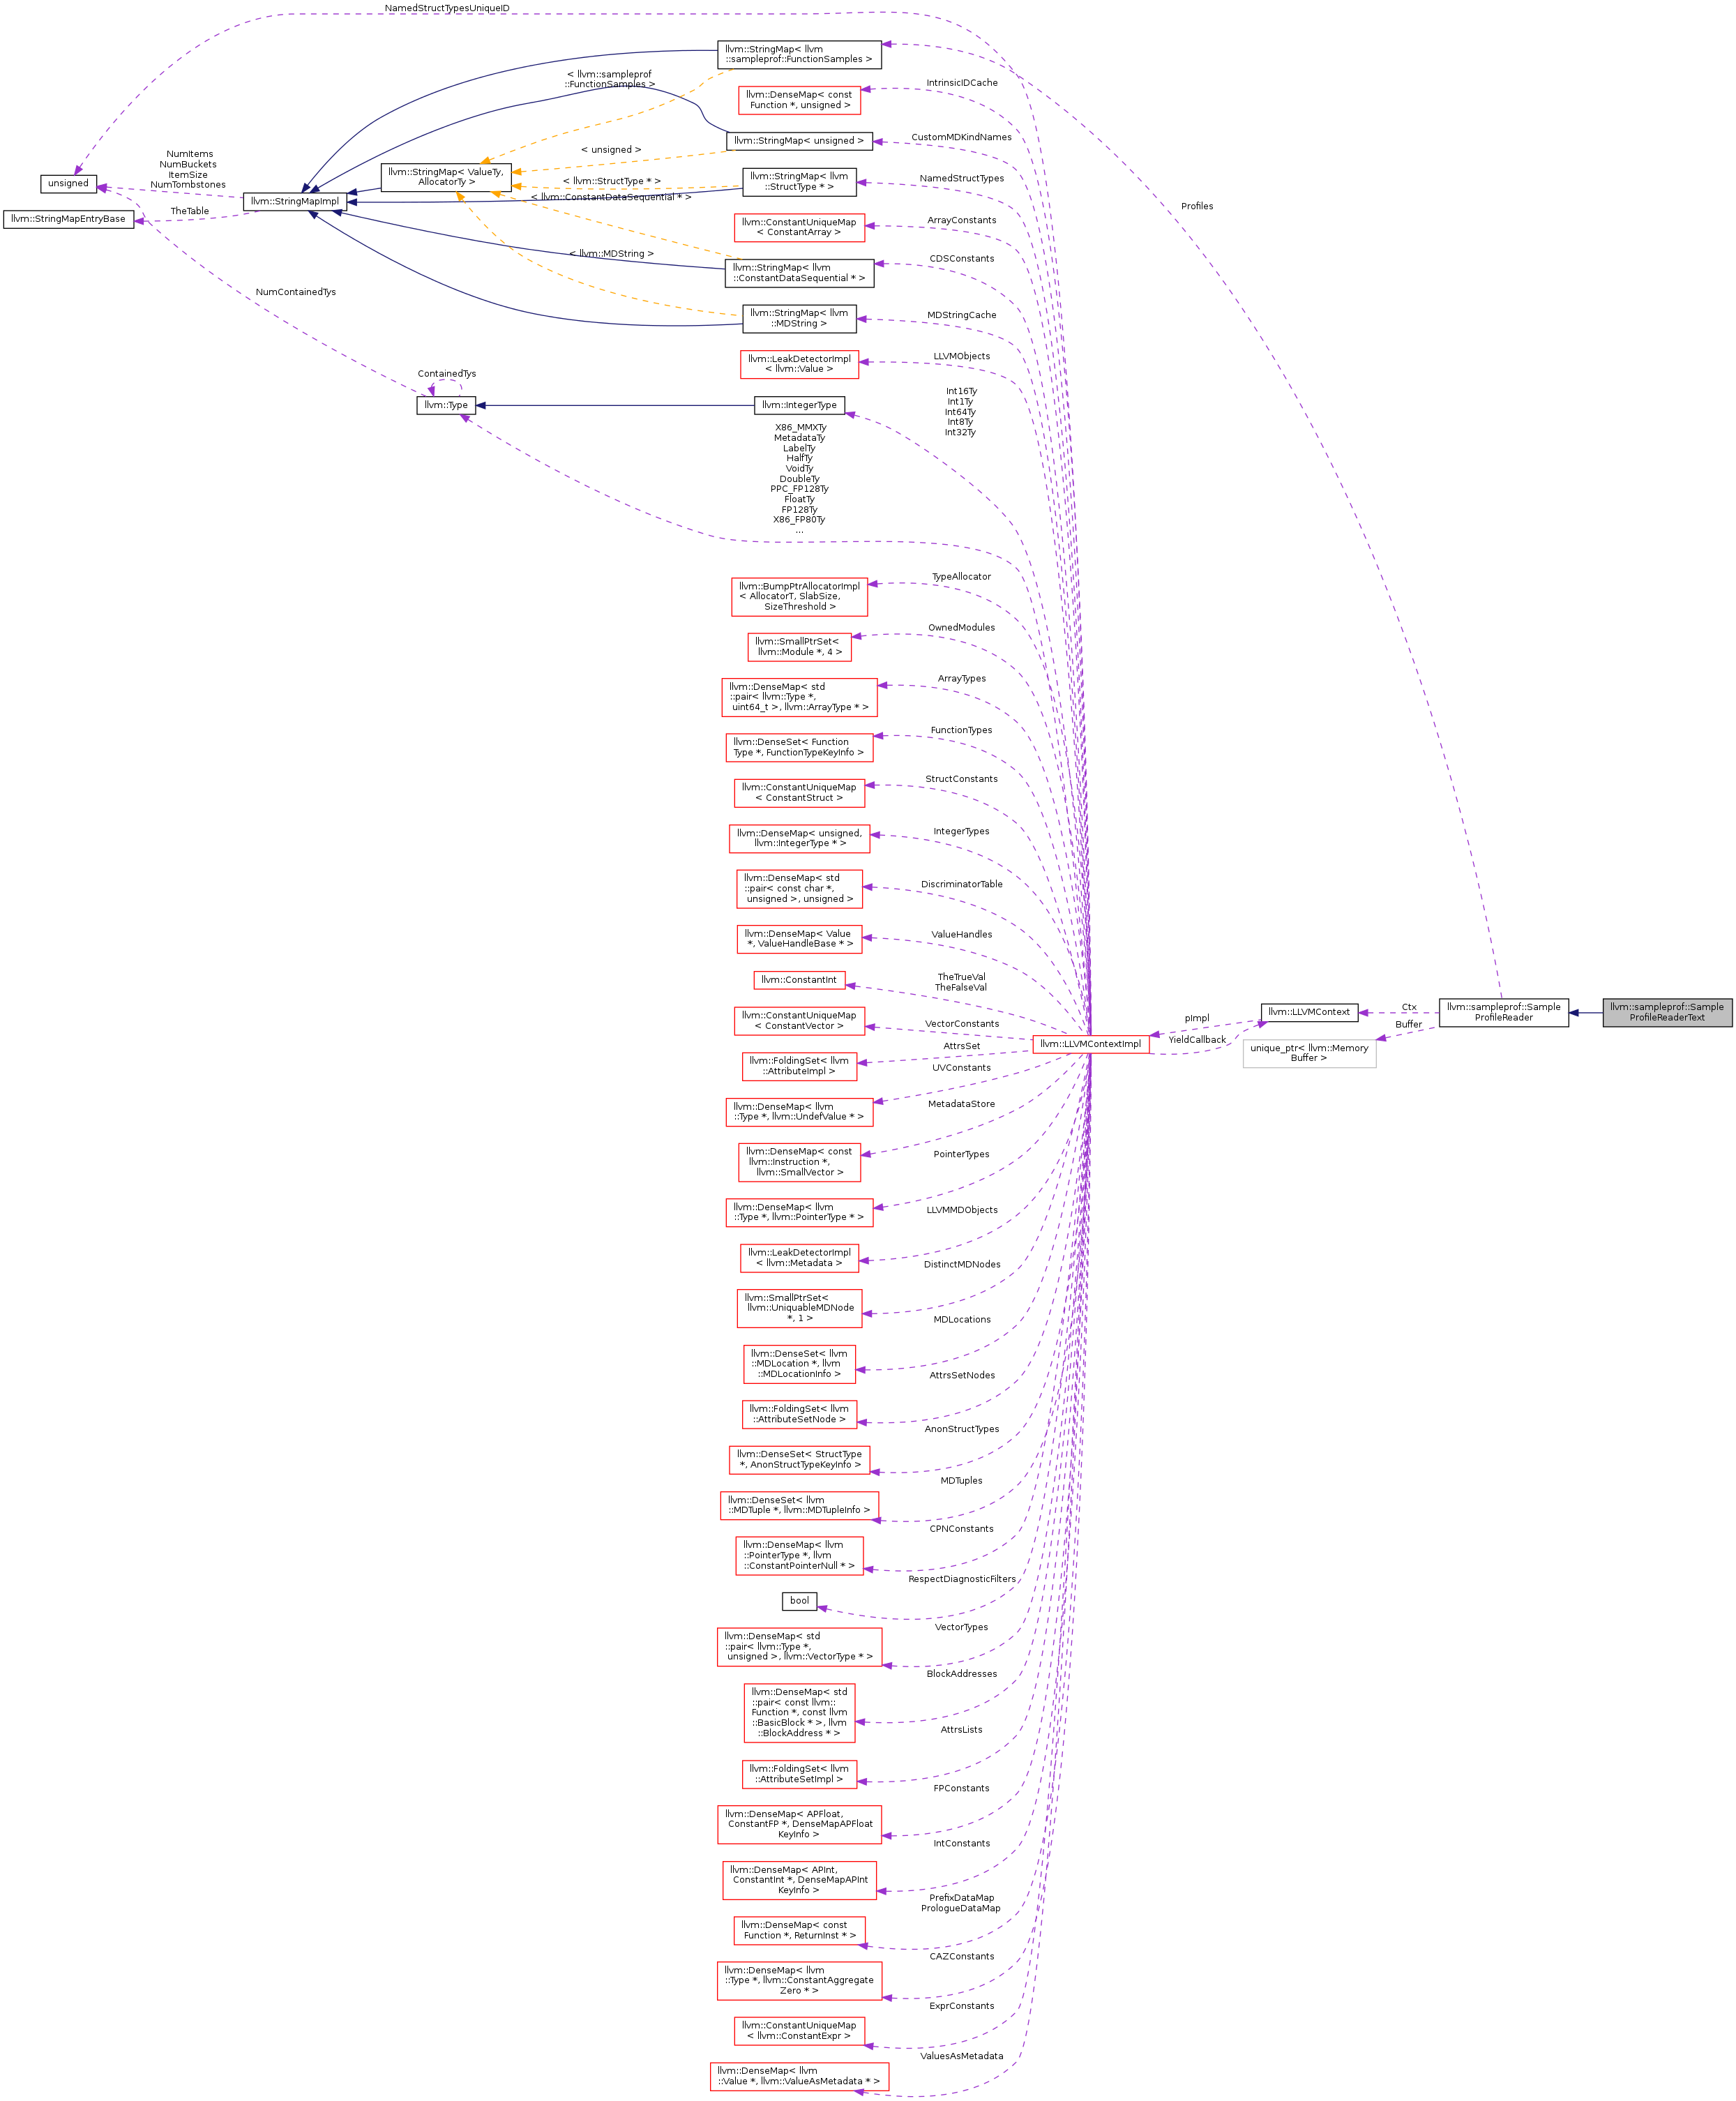 NamedStructTypesUniqueID
llvm::StringMap< llvm
::sampleprof::FunctionSamples >
< llvm::sampleprof
::FunctionSamples >
IntrinsicIDCache
llvm::DenseMap< const
Function *, unsigned >
CustomMDKindNames
llvm::StringMap< unsigned >
< unsigned >
NumItems
NumBuckets
ItemSize
NumTombstones
unsigned
llvm::StringMap< ValueTy,
AllocatorTy >
< llvm::StructType * >
llvm::StringMap< llvm
::StructType * >
NamedStructTypes
llvm::StringMapImpl
< llvm::ConstantDataSequential * >
TheTable
llvm::StringMapEntryBase
Profiles
llvm::ConstantUniqueMap
< ConstantArray >
ArrayConstants
< llvm::MDString >
llvm::StringMap< llvm
::ConstantDataSequential * >
CDSConstants
NumContainedTys
llvm::StringMap< llvm
::MDString >
MDStringCache
llvm::LeakDetectorImpl
< llvm::Value >
LLVMObjects
ContainedTys
llvm::Type
llvm::IntegerType
Int16Ty
Int1Ty
Int64Ty
Int8Ty
Int32Ty
X86_MMXTy
MetadataTy
LabelTy
HalfTy
VoidTy
DoubleTy
PPC_FP128Ty
FloatTy
FP128Ty
X86_FP80Ty
...
llvm::BumpPtrAllocatorImpl
< AllocatorT, SlabSize,
SizeThreshold >
TypeAllocator
llvm::SmallPtrSet<
llvm::Module *, 4 >
OwnedModules
llvm::DenseMap< std
::pair< llvm::Type *,
uint64_t >, llvm::ArrayType * >
ArrayTypes
llvm::DenseSet< Function
Type *, FunctionTypeKeyInfo >
FunctionTypes
llvm::ConstantUniqueMap
< ConstantStruct >
StructConstants
llvm::DenseMap< unsigned,
llvm::IntegerType * >
IntegerTypes
llvm::DenseMap< std
::pair< const char *,
unsigned >, unsigned >
DiscriminatorTable
llvm::DenseMap< Value
*, ValueHandleBase * >
ValueHandles
llvm::ConstantInt
TheTrueVal
TheFalseVal
llvm::ConstantUniqueMap
< ConstantVector >
VectorConstants
llvm::LLVMContextImpl
pImpl
YieldCallback
llvm::LLVMContext
Ctx
Buffer
unique_ptr< llvm::Memory
Buffer >
llvm::sampleprof::Sample
ProfileReader
llvm::sampleprof::Sample
ProfileReaderText
llvm::FoldingSet< llvm
::AttributeImpl >
AttrsSet
llvm::DenseMap< llvm
::Type *, llvm::UndefValue * >
UVConstants
llvm::DenseMap< const
llvm::Instruction *,
llvm::SmallVector >
MetadataStore
llvm::DenseMap< llvm
::Type *, llvm::PointerType * >
PointerTypes
llvm::LeakDetectorImpl
< llvm::Metadata >
LLVMMDObjects
llvm::SmallPtrSet<
llvm::UniquableMDNode
*, 1 >
DistinctMDNodes
llvm::DenseSet< llvm
::MDLocation *, llvm
::MDLocationInfo >
MDLocations
llvm::FoldingSet< llvm
::AttributeSetNode >
AttrsSetNodes
llvm::DenseSet< StructType
*, AnonStructTypeKeyInfo >
AnonStructTypes
llvm::DenseSet< llvm
::MDTuple *, llvm::MDTupleInfo >
MDTuples
llvm::DenseMap< llvm
::PointerType *, llvm
::ConstantPointerNull * >
CPNConstants
bool
RespectDiagnosticFilters
llvm::DenseMap< std
::pair< llvm::Type *,
unsigned >, llvm::VectorType * >
VectorTypes
llvm::DenseMap< std
::pair< const llvm::
Function *, const llvm
::BasicBlock * >, llvm
::BlockAddress * >
BlockAddresses
llvm::FoldingSet< llvm
::AttributeSetImpl >
AttrsLists
llvm::DenseMap< APFloat,
ConstantFP *, DenseMapAPFloat
KeyInfo >
FPConstants
llvm::DenseMap< APInt,
ConstantInt *, DenseMapAPInt
KeyInfo >
IntConstants
llvm::DenseMap< const
Function *, ReturnInst * >
PrefixDataMap
PrologueDataMap
llvm::DenseMap< llvm
::Type *, llvm::ConstantAggregate
Zero * >
CAZConstants
llvm::ConstantUniqueMap
< llvm::ConstantExpr >
ExprConstants
llvm::DenseMap< llvm
::Value *, llvm::ValueAsMetadata * >
ValuesAsMetadata